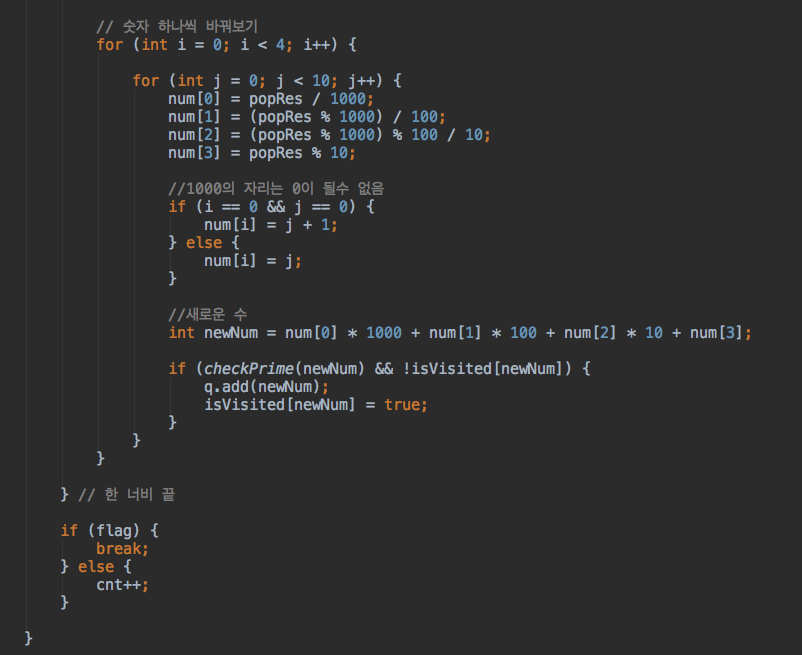 // 숫자 하나씩 바꿔보기
for (int i = 0; i < 4; i++) {
for (int j = 0; j < 10; j++) {
num[0] = popRes / 1000;
num[1] = (popRes % 1000) / 100;
num[2] = (popRes % 1000) % 100 / 10;
num[3] = popRes % 10;
//1000의 자리는 0이 될수 없음
if (i == 0 && j == 0) {
num[i] = j + 1;
} else {
num[i] = j;
}
//새로운 수
int newNum = num[0] * 1000 + num[1] * 100 + num[2] * 10 + num[3];
if (checkPrime(newNum) && !isVisited[newNum]) {
q.add(newNum);
isVisited[newNum] = true;
}
}
}
} // 한 너비 끝
if (flag) {
break;
} else {
cnt++;
}
}